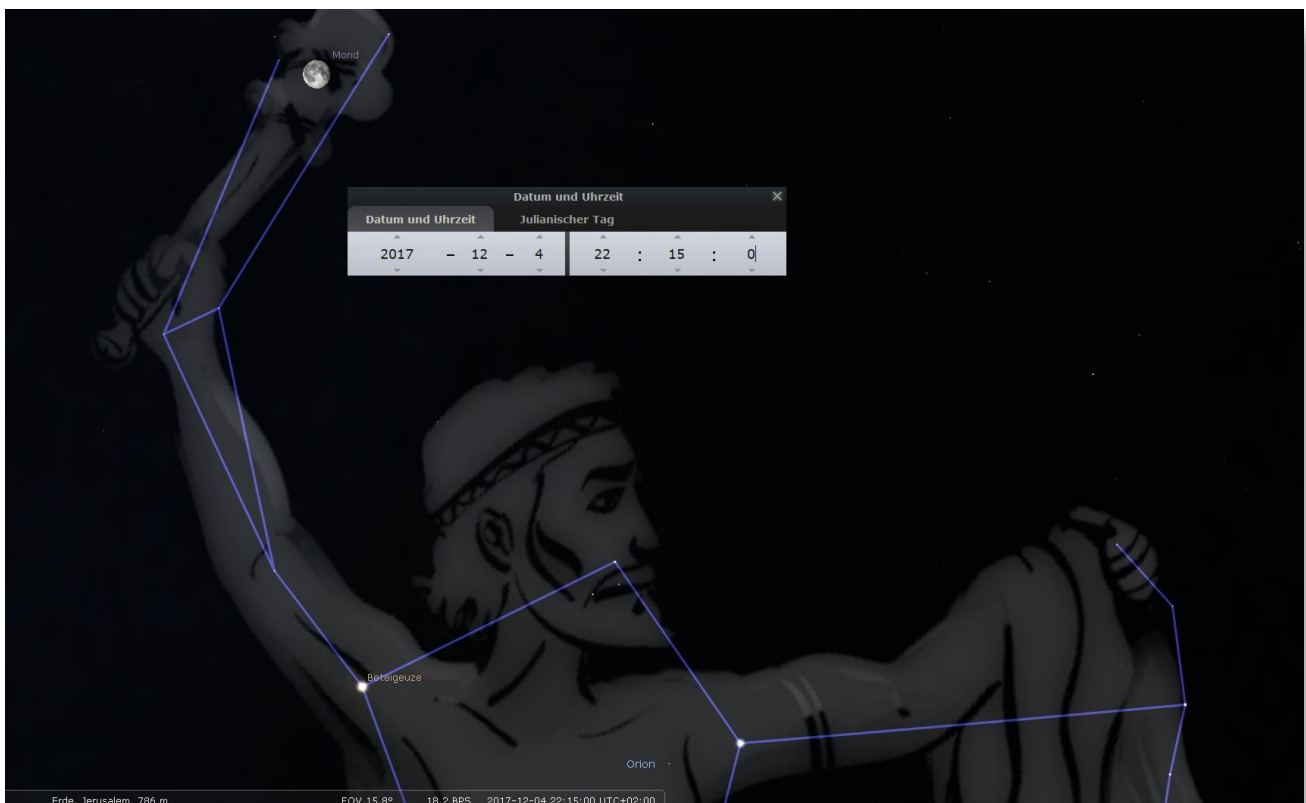 Mond
Datum und Uhrzeit
Datum und Uhrzeit Julianischer Tag
2017 – 12 – 4 22 : 15 : 0
Beteigeuze
Orion
Erde, Jerusalem, 786 m FOV 15.8° 18.2 BPS 2017-12-04 22:15:00 UTC+02:00